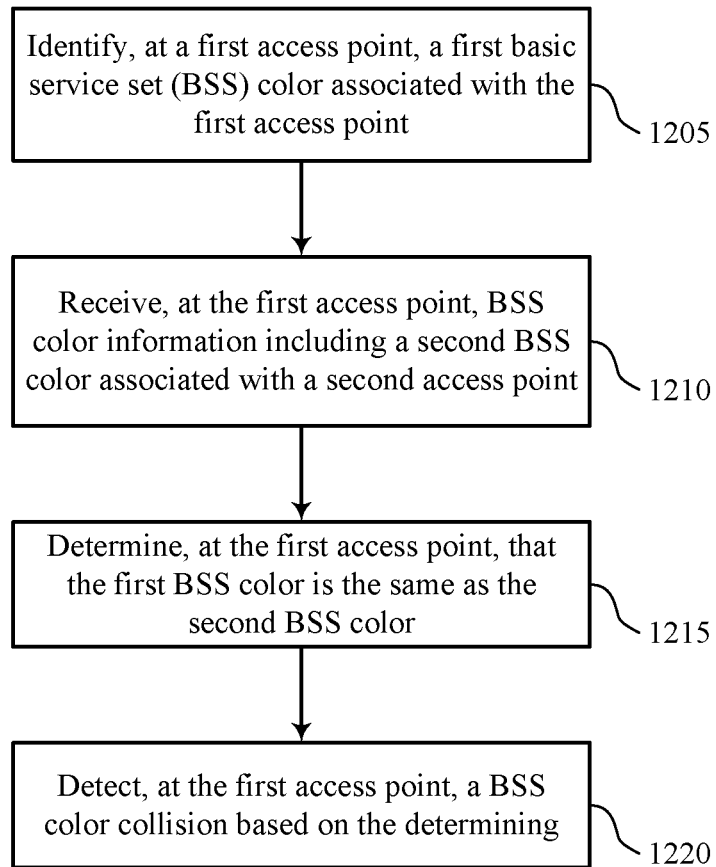 Identify, at a first access point, a first basic
service set (BSS) color associated with the
first access point
1205
Receive, at the first access point, BSS
color information including a second BSS
color associated with a second access point
1210
Determine, at the first access point, that
the first BSS color is the same as the
second BSS color
1215
Detect, at the first access point, a BSS
color collision based on the determining
1220